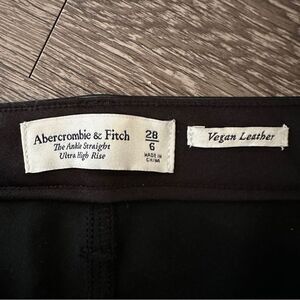 Abercrombie & Fitch
The Ankle Straight
Ultra High Rise
28
6
MADE IN
CHINA
Vegan Leather